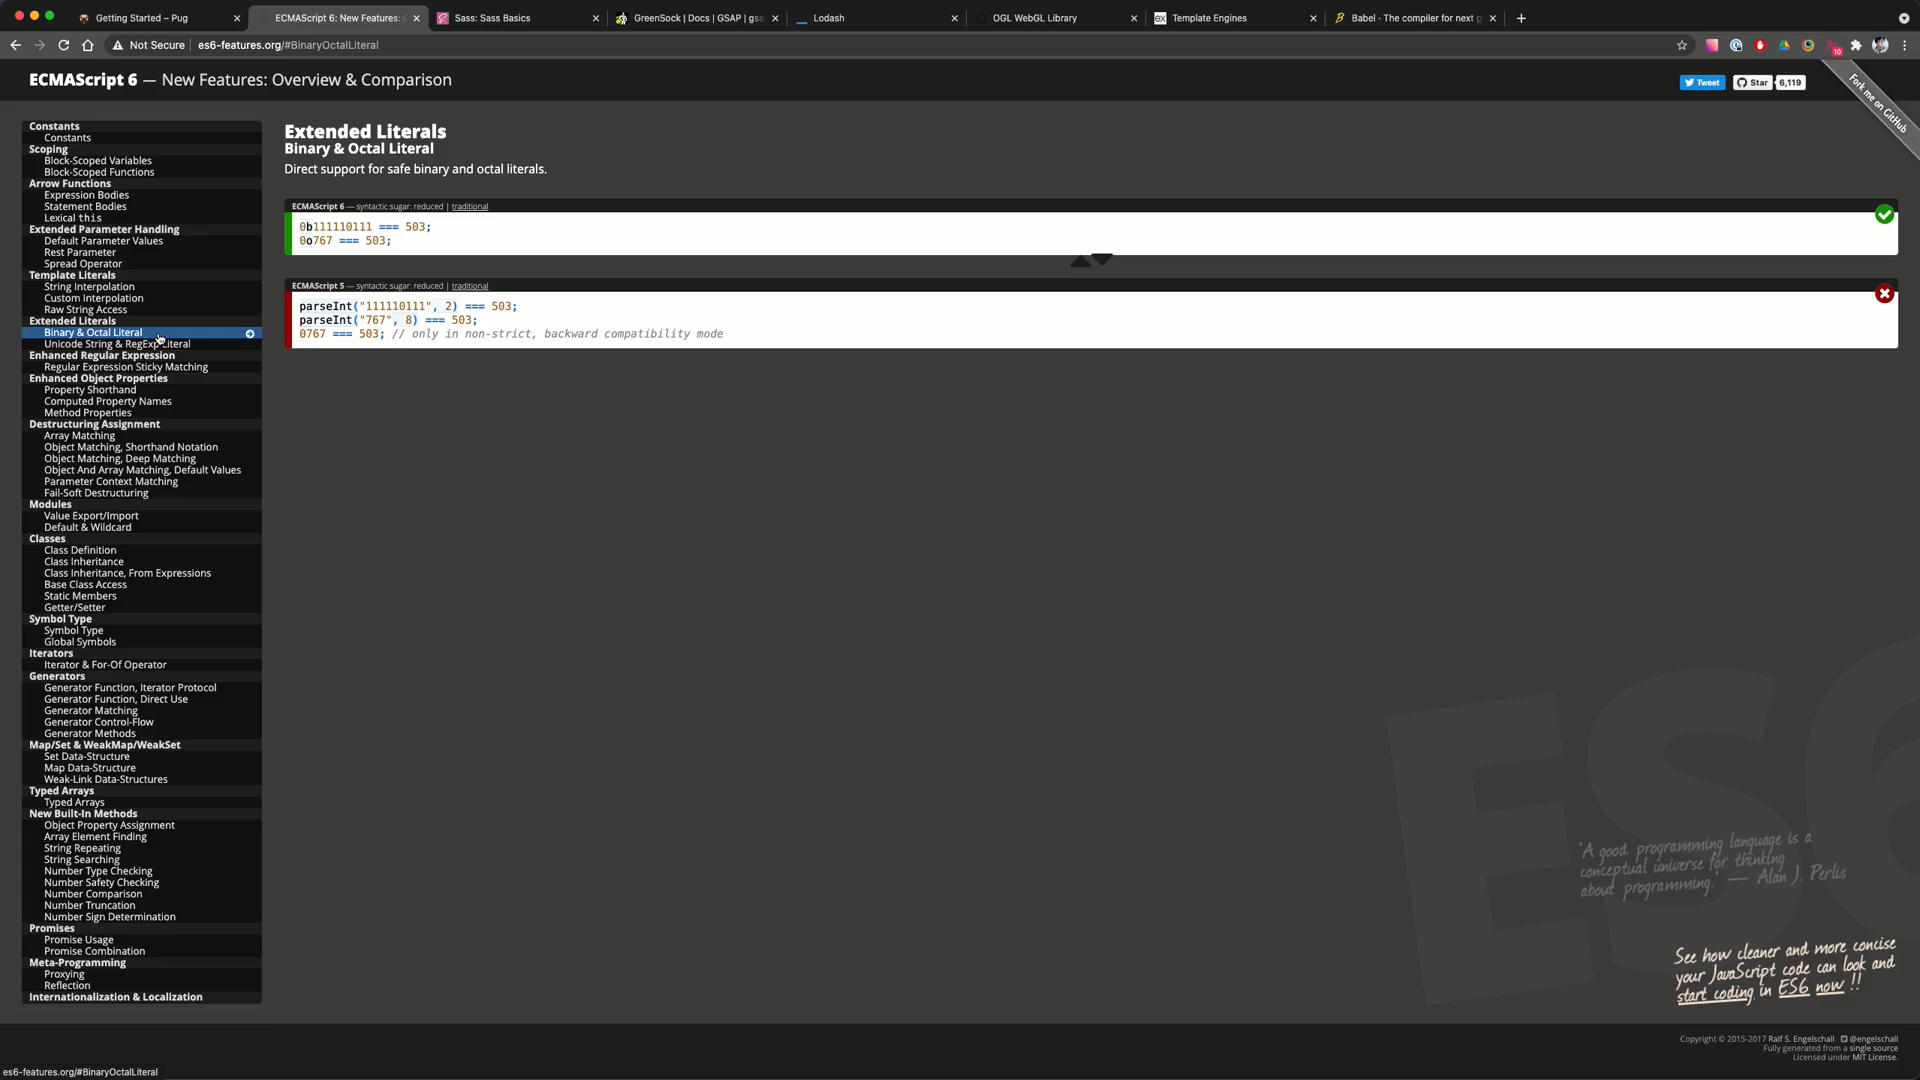 Getting Started – Pug
ECMAScript 6: New Features:
Sass: Sass Basics
GreenSock | Docs | GSAP | gsa
Lodash
OGL WebGL Library
ex Template Engines
Babel · The compiler for next g
Not Secure es6-features.org/#BinaryOctalLiteral
10
ECMAScript 6 — New Features: Overview & Comparison
Tweet
Star 6,119
Fork me on GitHub
Constants
Constants
Scoping
Block-Scoped Variables
Block-Scoped Functions
Arrow Functions
Expression Bodies
Statement Bodies
Lexical this
Extended Parameter Handling
Default Parameter Values
Rest Parameter
Spread Operator
Template Literals
String Interpolation
Custom Interpolation
Raw String Access
Extended Literals
Binary & Octal Literal
Unicode String & RegExp Literal
Enhanced Regular Expression
Regular Expression Sticky Matching
Enhanced Object Properties
Property Shorthand
Computed Property Names
Method Properties
Destructuring Assignment
Array Matching
Object Matching, Shorthand Notation
Object Matching, Deep Matching
Object And Array Matching, Default Values
Parameter Context Matching
Fail-Soft Destructuring
Modules
Value Export/Import
Default & Wildcard
Classes
Class Definition
Class Inheritance
Class Inheritance, From Expressions
Base Class Access
Static Members
Getter/Setter
Symbol Type
Symbol Type
Global Symbols
Iterators
Iterator & For-Of Operator
Generators
Generator Function, Iterator Protocol
Generator Function, Direct Use
Generator Matching
Generator Control-Flow
Generator Methods
Map/Set & WeakMap/WeakSet
Set Data-Structure
Map Data-Structure
Weak-Link Data-Structures
Typed Arrays
Typed Arrays
New Built-In Methods
Object Property Assignment
Array Element Finding
String Repeating
String Searching
Number Type Checking
Number Safety Checking
Number Comparison
Number Truncation
Number Sign Determination
Promises
Promise Usage
Promise Combination
Meta-Programming
Proxying
Reflection
Internationalization & Localization
Extended Literals
Binary & Octal Literal
Direct support for safe binary and octal literals.
ECMAScript 6 — syntactic sugar: reduced | traditional
0b111110111 === 503;
0o767 === 503;
ECMAScript 5 — syntactic sugar: reduced | traditional
parseInt("111110111", 2) === 503;
parseInt("767", 8) === 503;
0767 === 503; // only in non-strict, backward compatibility mode
ES6
'A good programming language is a
conceptual universe for thinking
about programming.' — Alan J. Perlis
See how cleaner and more concise
your JavaScript code can look and
start coding in ES6 now !!
Copyright © 2015-2017 Ralf S. Engelschall @engelschall
Fully generated from a single source
Licensed under MIT License.
es6-features.org/#BinaryOctalLiteral